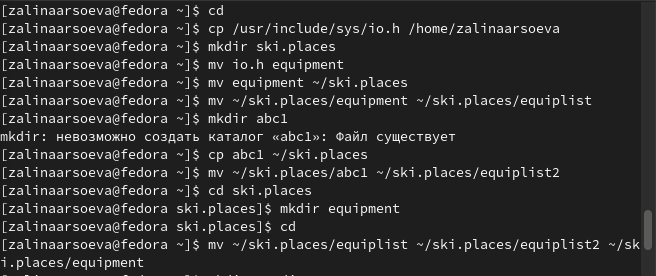 [zalinaarsoeva@fedora ~]$ cd
[zalinaarsoeva@fedora ~]$ cp /usr/include/sys/io.h /home/zalinaarsoeva
[zalinaarsoeva@fedora ~]$ mkdir ski.places
[zalinaarsoeva@fedora ~]$ mv io.h equipment
[zalinaarsoeva@fedora ~]$ mv equipment ~/ski.places
[zalinaarsoeva@fedora ~]$ mv ~/ski.places/equipment ~/ski.places/equiplist
[zalinaarsoeva@fedora ~]$ mkdir abc1
mkdir: невозможно создать каталог «abc1»: Файл существует
[zalinaarsoeva@fedora ~]$ cp abc1 ~/ski.places
[zalinaarsoeva@fedora ~]$ mv ~/ski.places/abc1 ~/ski.places/equiplist2
[zalinaarsoeva@fedora ~]$ cd ski.places
[zalinaarsoeva@fedora ski.places]$ mkdir equipment
[zalinaarsoeva@fedora ski.places]$ cd
[zalinaarsoeva@fedora ~]$ mv ~/ski.places/equiplist ~/ski.places/equiplist2 ~/sk
i.places/equipment